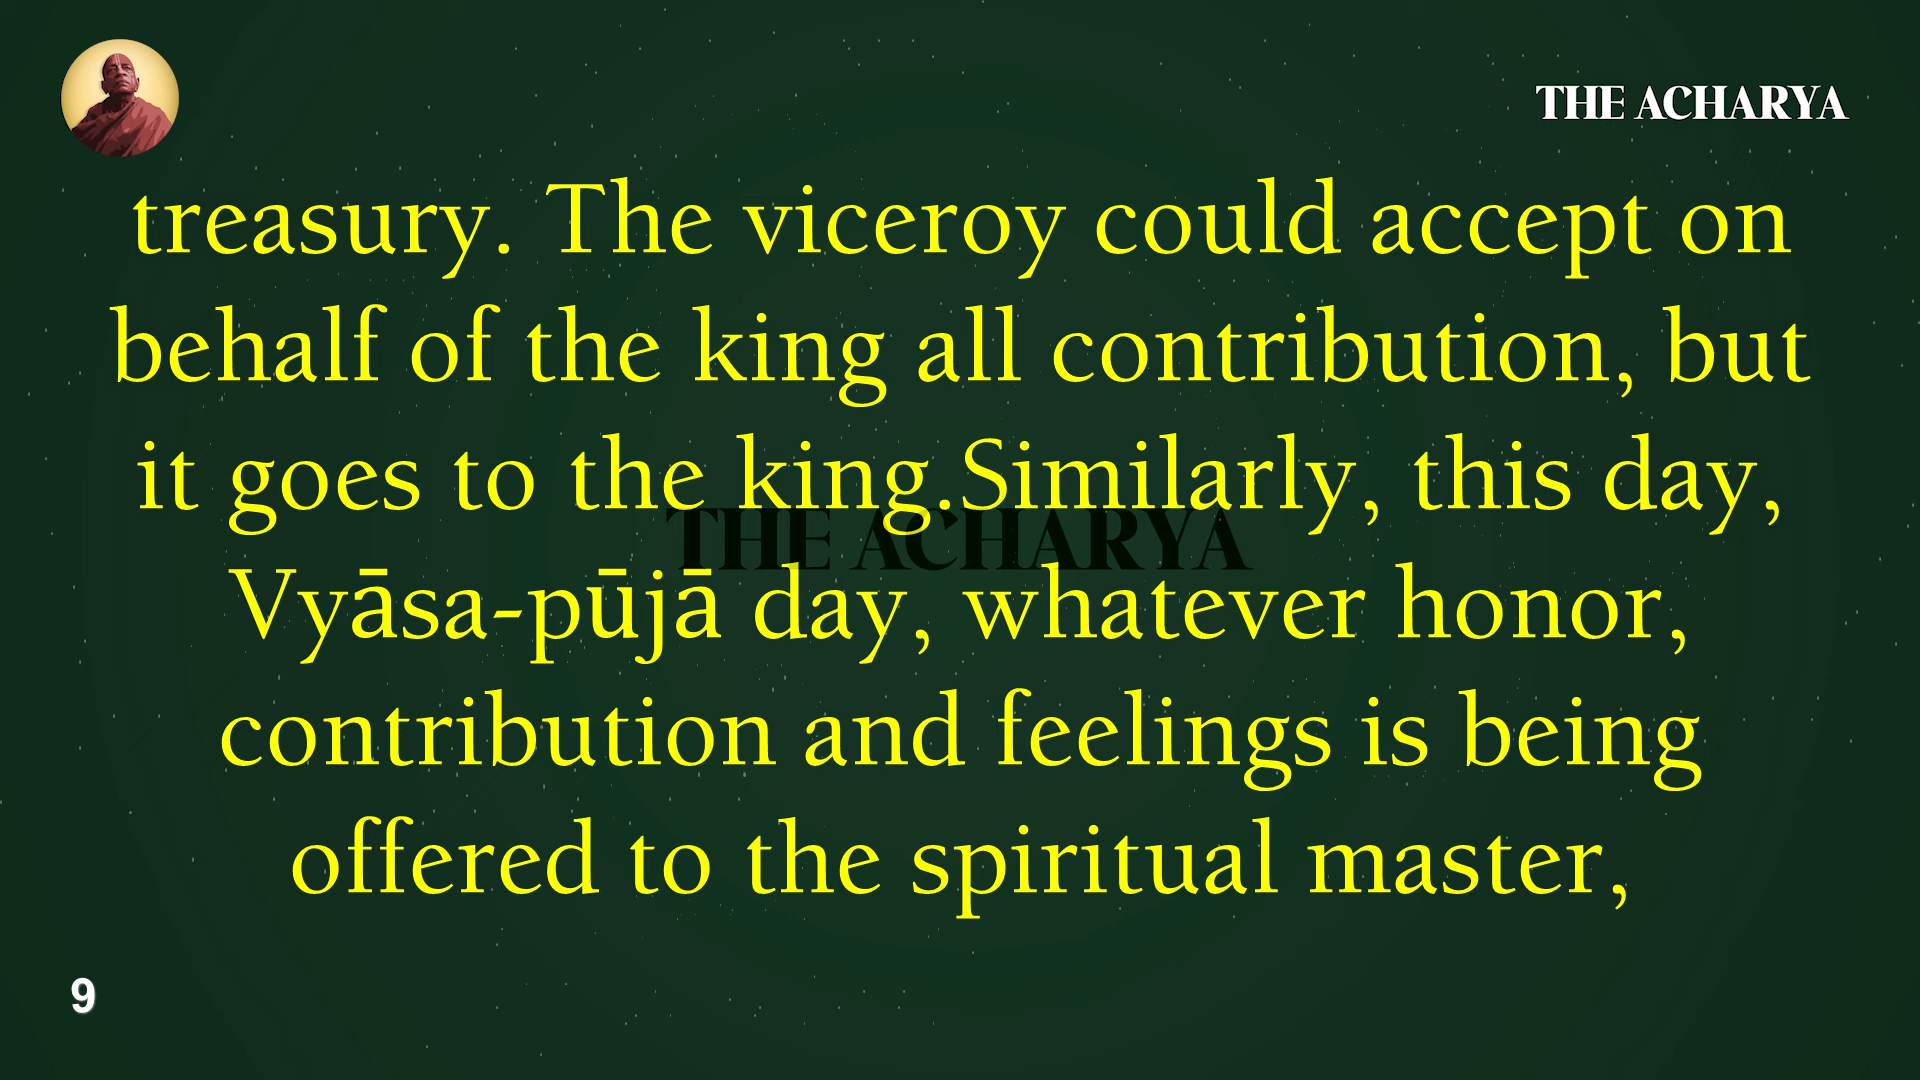 THE ACHARYA
treasury. The viceroy could accept on
behalf of the king all contribution, but
it goes to the king.Similarly, this day,
THE ACHARYA
Vyāsa-pūjā day, whatever honor,
contribution and feelings is being
offered to the spiritual master,
9